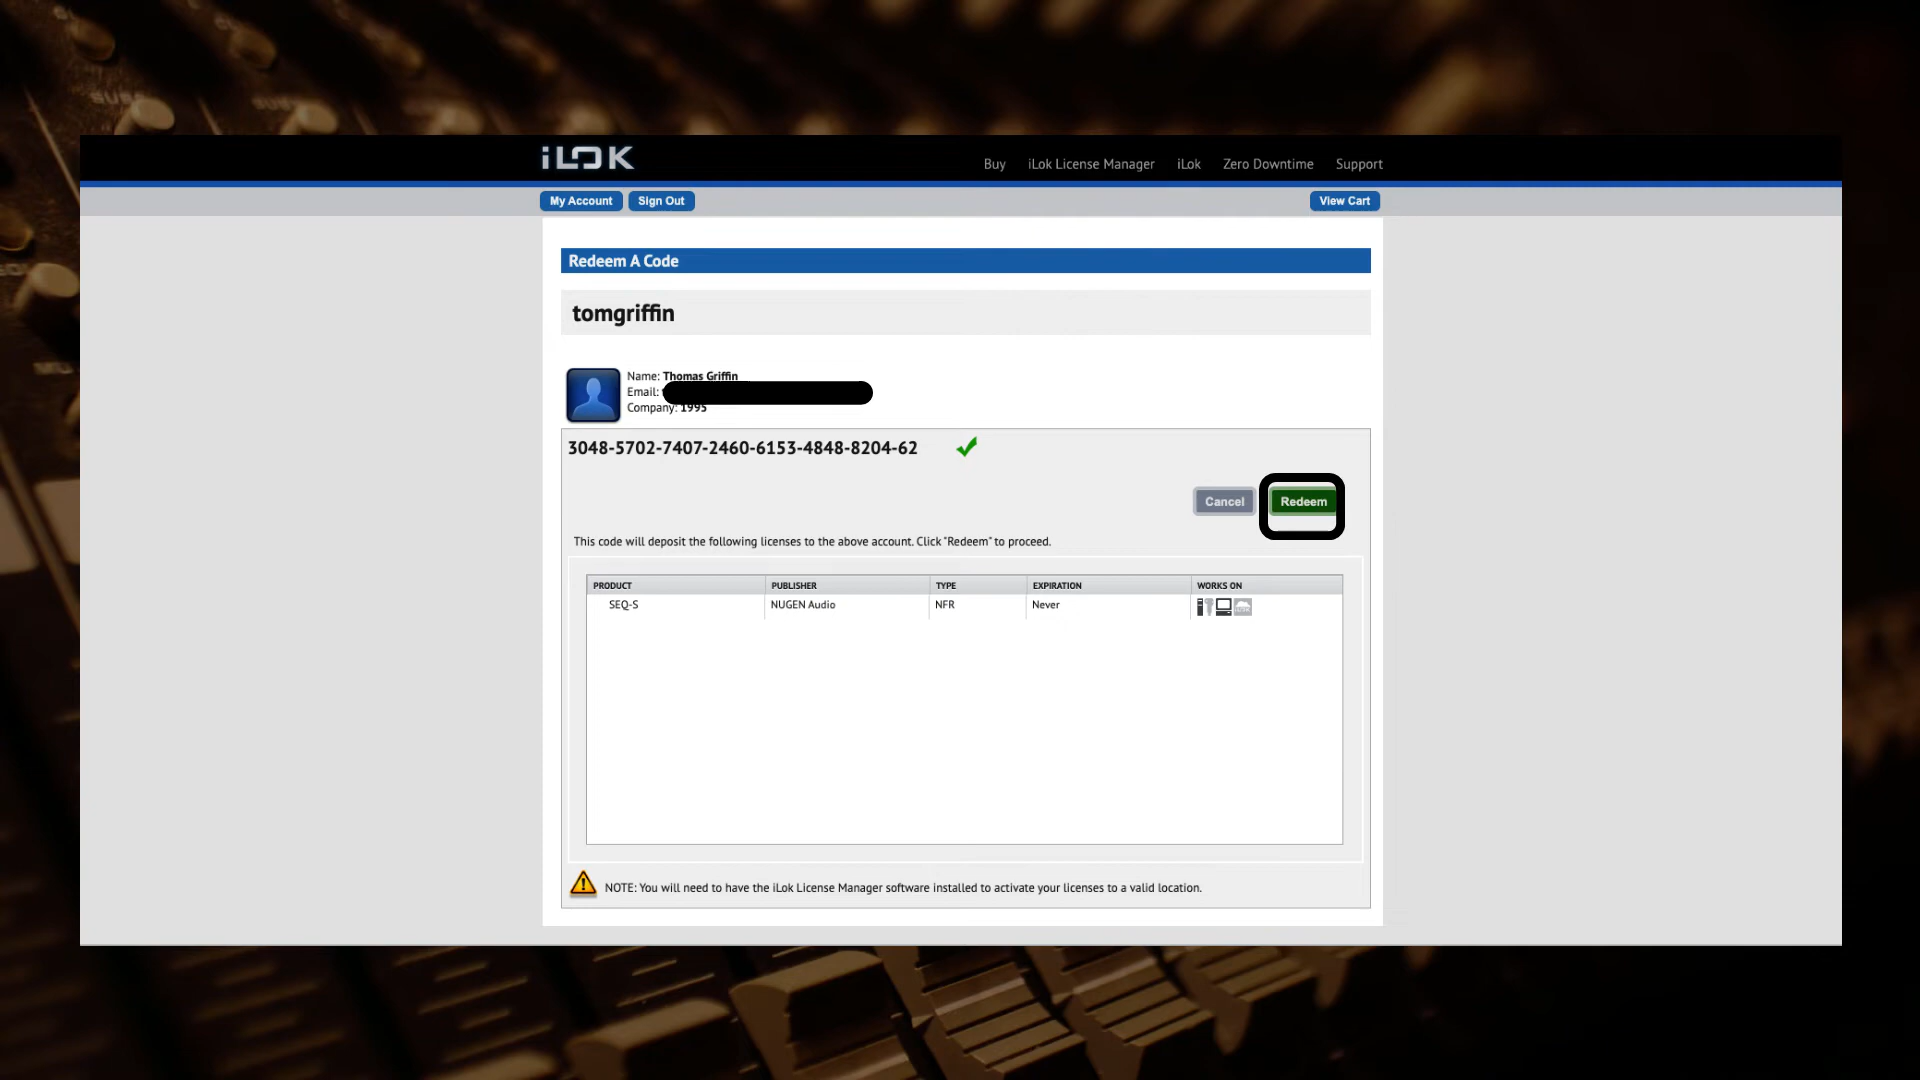 iLOK
Buy iLok License Manager iLok Zero Downtime Support
My Account Sign Out View Cart
Redeem A Code
tomgriffin
Name: Thomas Griffin
Email:
Company: 1995
3048-5702-7407-2460-6153-4848-8204-62
Cancel Redeem
This code will deposit the following licenses to the above account. Click "Redeem" to proceed.
PRODUCT PUBLISHER TYPE EXPIRATION WORKS ON
SEQ-S NUGEN Audio NFR Never
NOTE: You will need to have the iLok License Manager software installed to activate your licenses to a valid location.